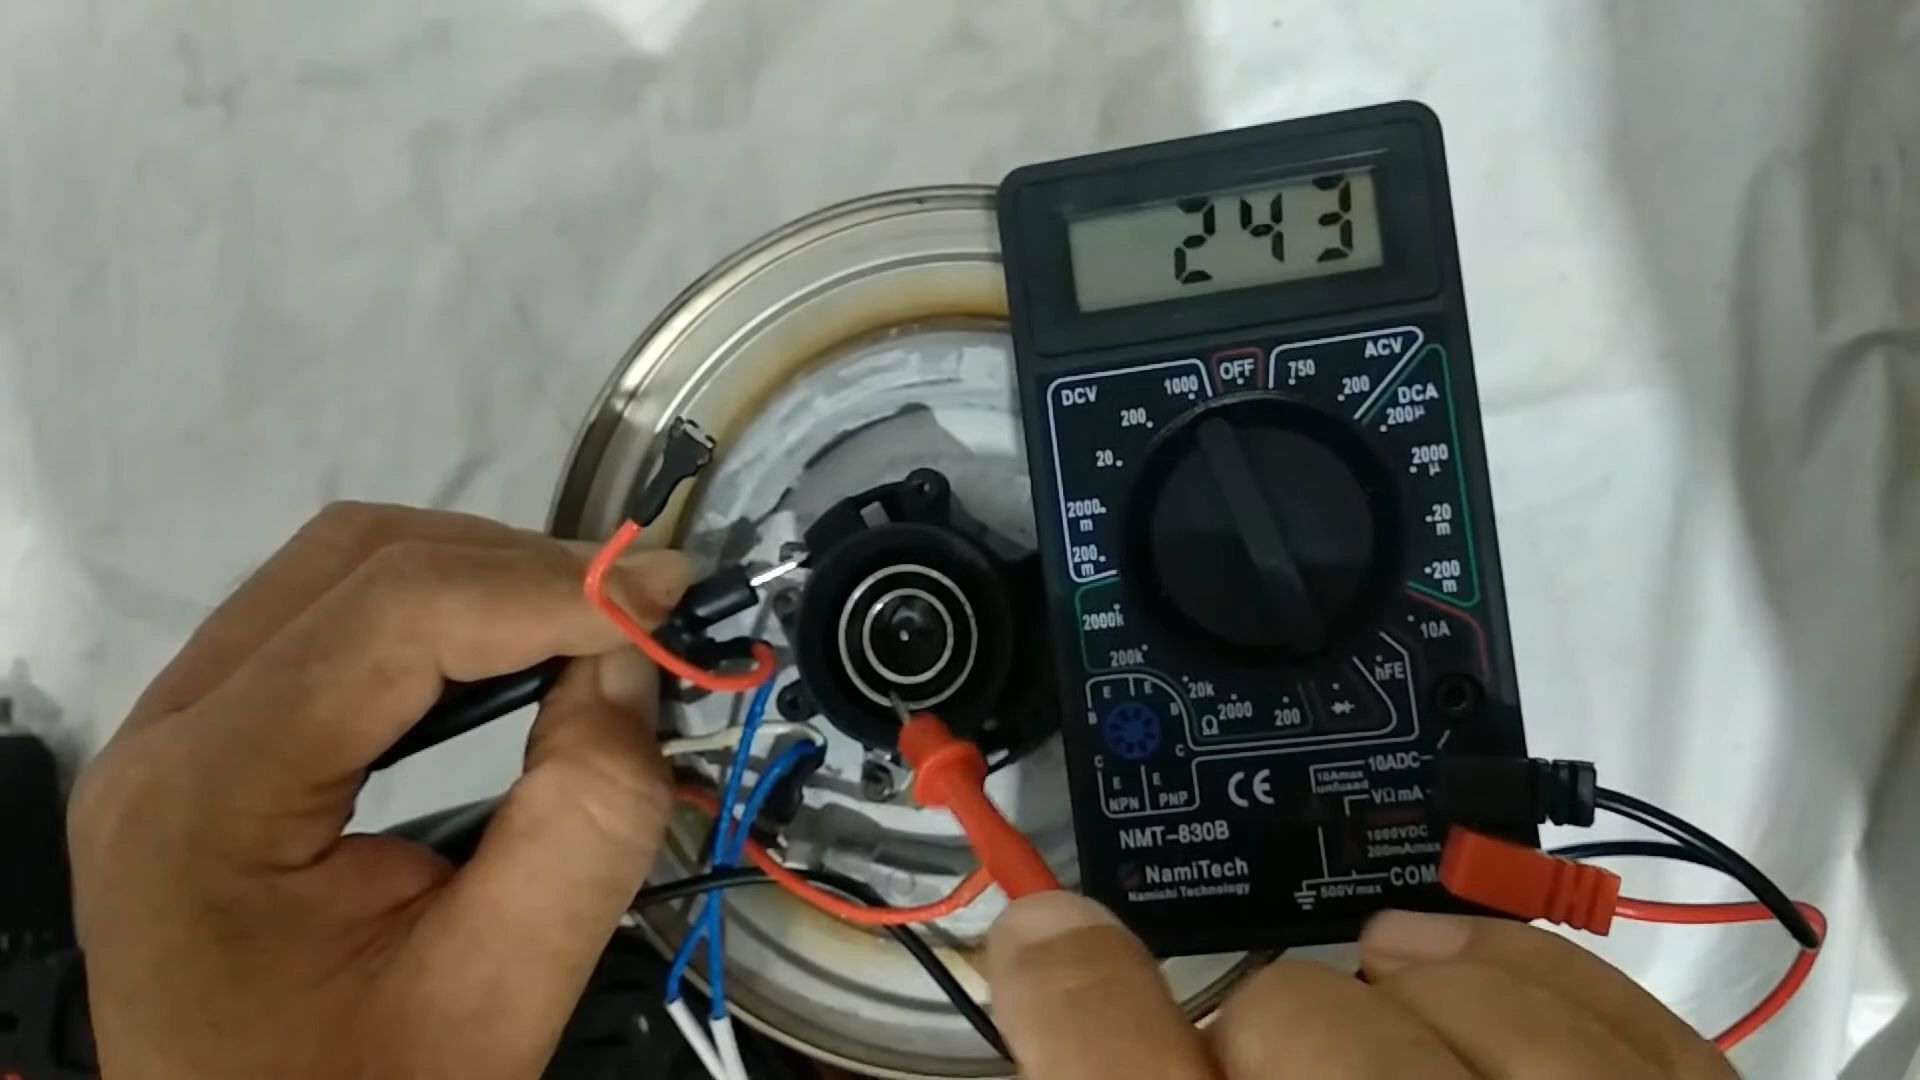 243
OFF
750
ACV
DCV
1000
200
DCA
200
200µ
20
2000
µ
2000
m
20
m
200
m
200
m
2000k
10A
200k
hFE
20k
Ω
2000
200
E
E
B
B
C
C
E
E
NPN
PNP
CE
10ADC
10Amax
unfused
VΩmA
1000VDC
200mAmax
NMT-830B
NamiTech
Namichi Technology
500Vmax
COM